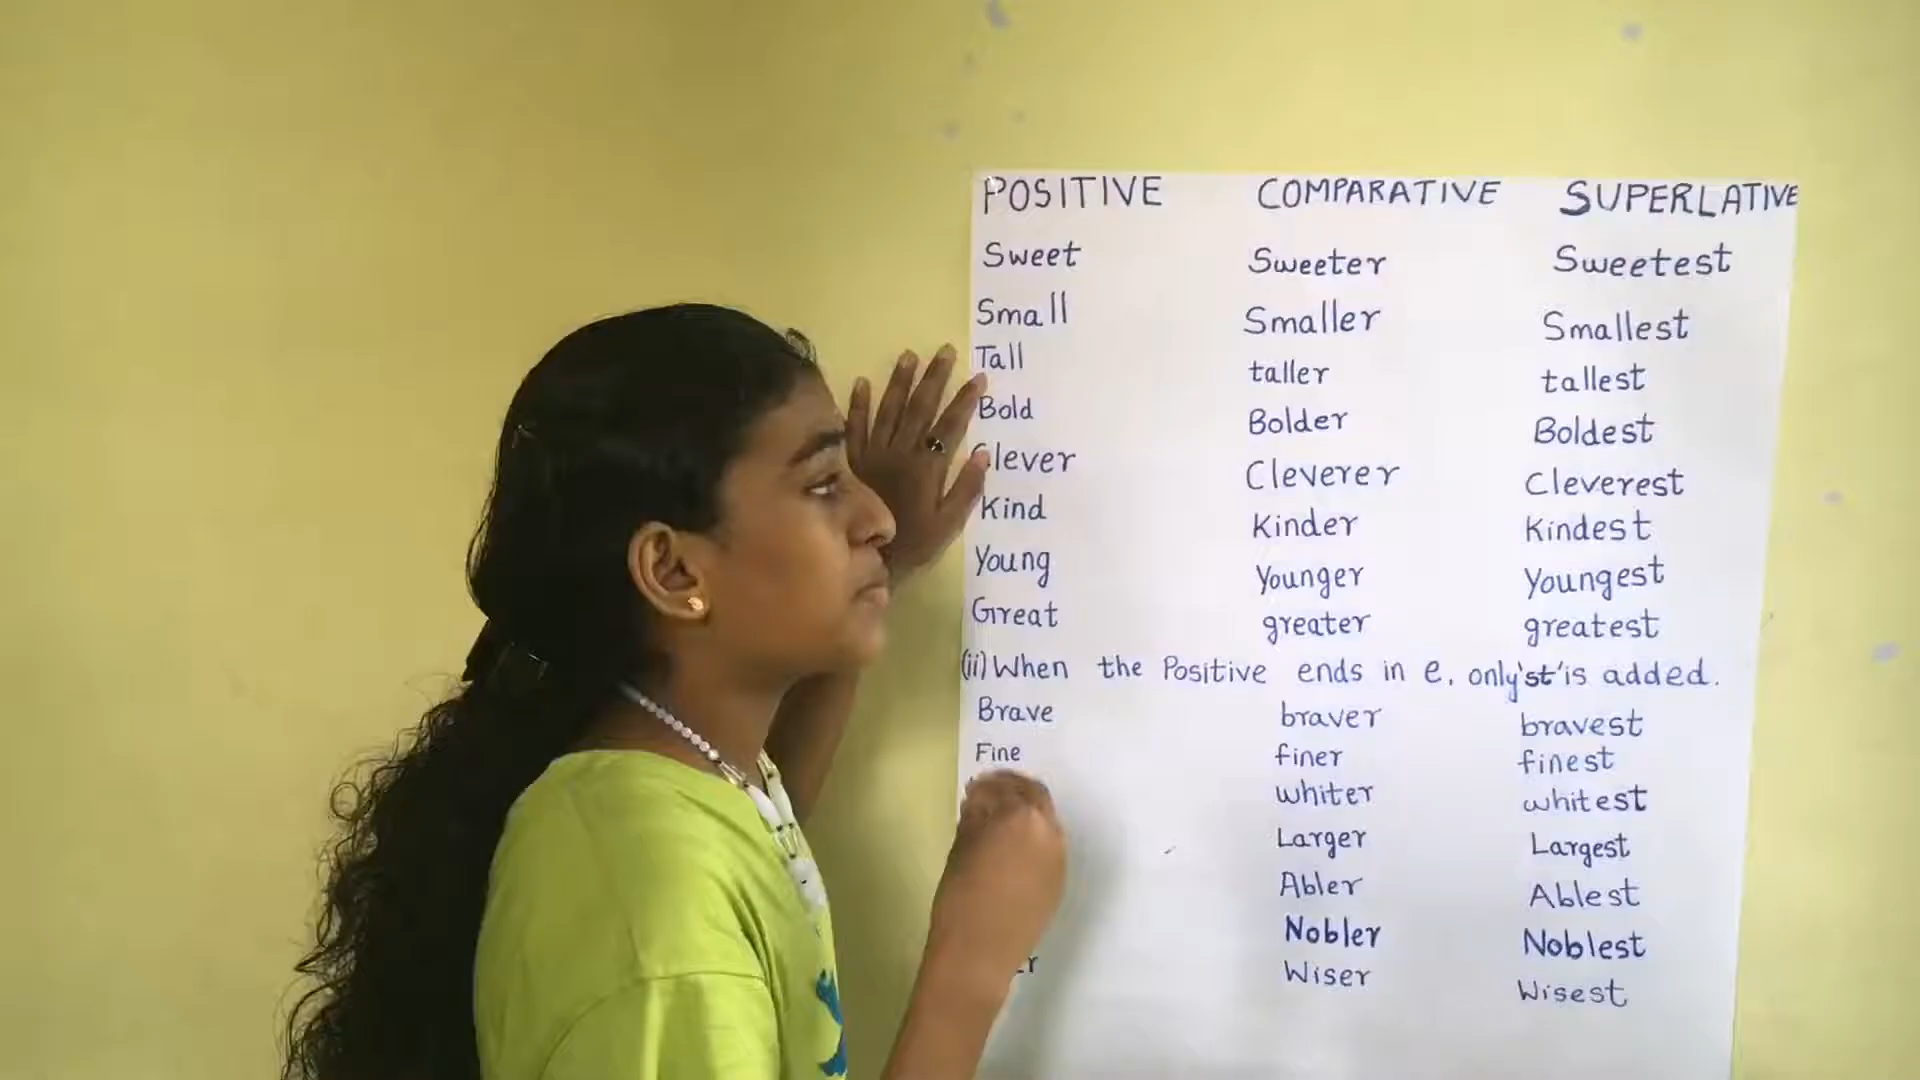 POSITIVE COMPARATIVE SUPERLATIVE
Sweet Sweeter Sweetest
Small Smaller Smallest
Tall taller tallest
Bold Bolder Boldest
Clever Cleverer Cleverest
Kind Kinder Kindest
Young Younger Youngest
Great greater greatest
(ii) When the Positive ends in e, only 'st' is added.
Brave braver bravest
Fine finer finest
whiter whitest
Larger Largest
Abler Ablest
Nobler Noblest
Wiser Wisest